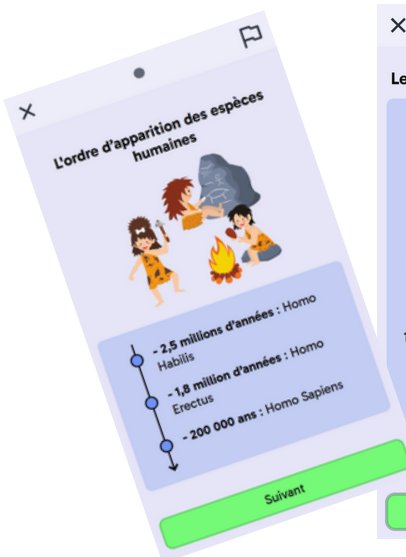 L'ordre d'apparition des espèces
humaines
- 2,5 millions d'années : Homo
Habilis
- 1,8 million d'années : Homo
Erectus
- 200 000 ans : Homo Sapiens
Suivant
Le